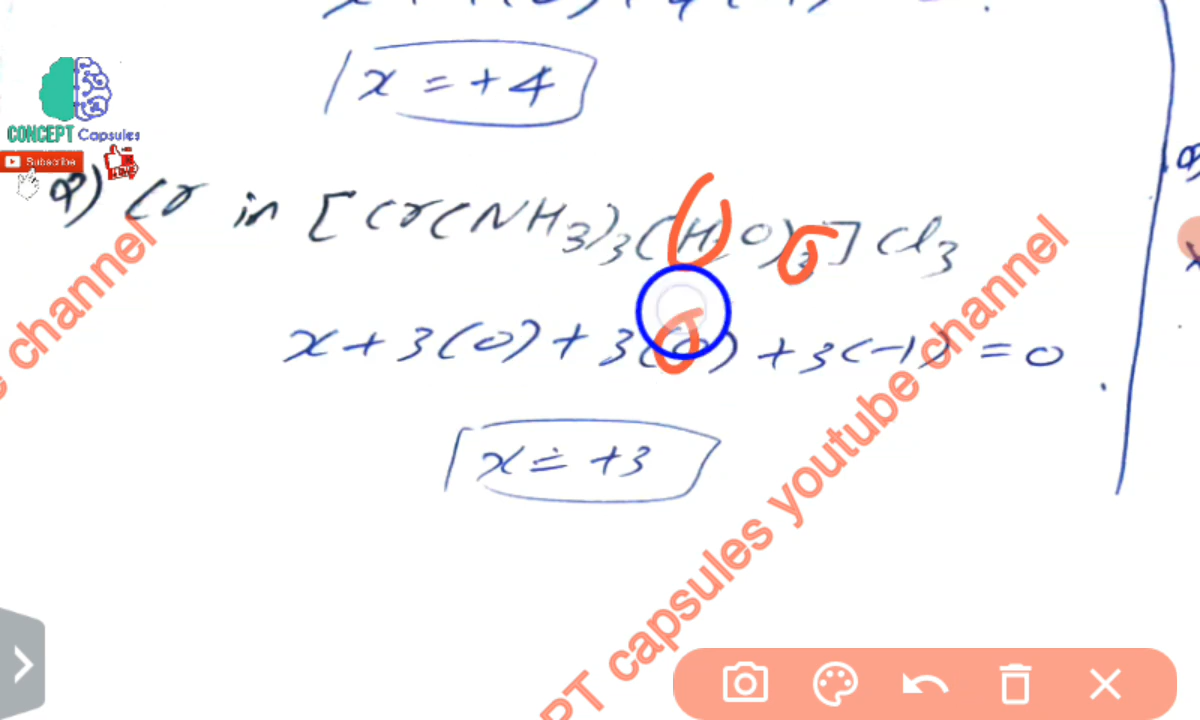 x = +4
CONCEPT Capsules
Subscribe
Q) Cr in [Cr(NH3)3(H2O)3]Cl3
x + 3(0) + 3(0) + 3(-1) = 0
x = +3
channel
CEPT capsules youtube channel